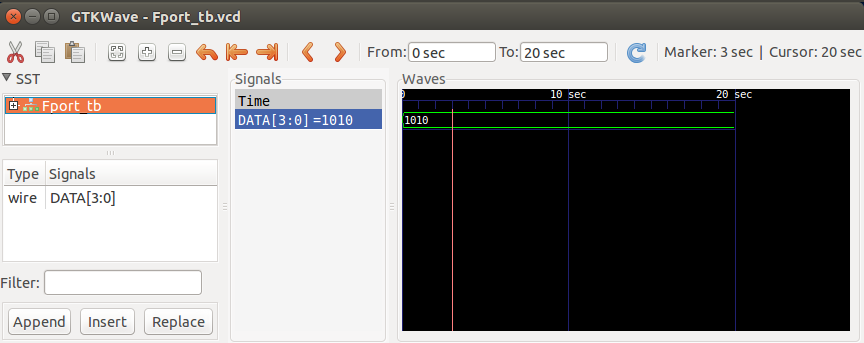 GTKWave - Fport_tb.vcd
From: 0 sec To: 20 sec Marker: 3 sec | Cursor: 20 sec
SST
Fport_tb
Type Signals
wire DATA[3:0]
Filter:
Append Insert Replace
Signals
Time
DATA[3:0] =1010
Waves
0 10 sec 20 sec
1010